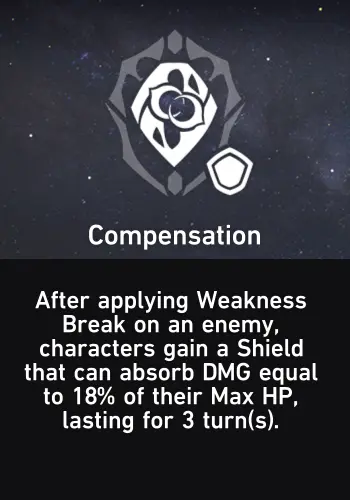 Compensation
After applying Weakness
Break on an enemy,
characters gain a Shield
that can absorb DMG equal
to 18% of their Max HP,
lasting for 3 turn(s).